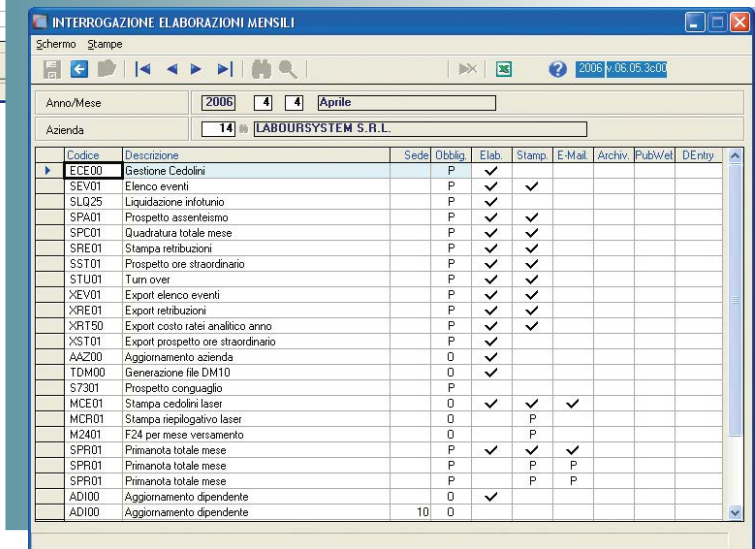 INTERROGAZIONE ELABORAZIONI MENSILI
Schermo Stampe
2006 v.06.05.3c00
Anno/Mese 2006 4 4 Aprile
Azienda 14 LABOURSYSTEM S.R.L.
Codice Descrizione Sede Obblig. Elab. Stamp. E-Mail. Archiv. PubWel DEntry
ECE00 Gestione Cedolini P ✓
SEV01 Elenco eventi P ✓ ✓
SLQ25 Liquidazione infotunio P ✓
SPA01 Prospetto assenteismo P ✓ ✓
SPC01 Quadratura totale mese P ✓ ✓
SRE01 Stampa retribuzioni P ✓ ✓
SST01 Prospetto ore straordinario P ✓ ✓
STU01 Turn over P ✓ ✓
XEV01 Export elenco eventi P ✓ ✓
XRE01 Export retribuzioni P ✓ ✓
XRT50 Export costo ratei analitico anno P ✓ ✓
XST01 Export prospetto ore straordinario P ✓
AAZ00 Aggiornamento azienda O ✓
TDM00 Generazione file DM10 O ✓
S7301 Prospetto conguaglio P
MCE01 Stampa cedolini laser O ✓ ✓ ✓
MCR01 Stampa riepilogativo laser O P
M2401 F24 per mese versamento O P
SPR01 Primanota totale mese P ✓ ✓ ✓
SPR01 Primanota totale mese P P P
SPR01 Primanota totale mese P P P
ADI00 Aggiornamento dipendente O ✓
ADI00 Aggiornamento dipendente 10 O